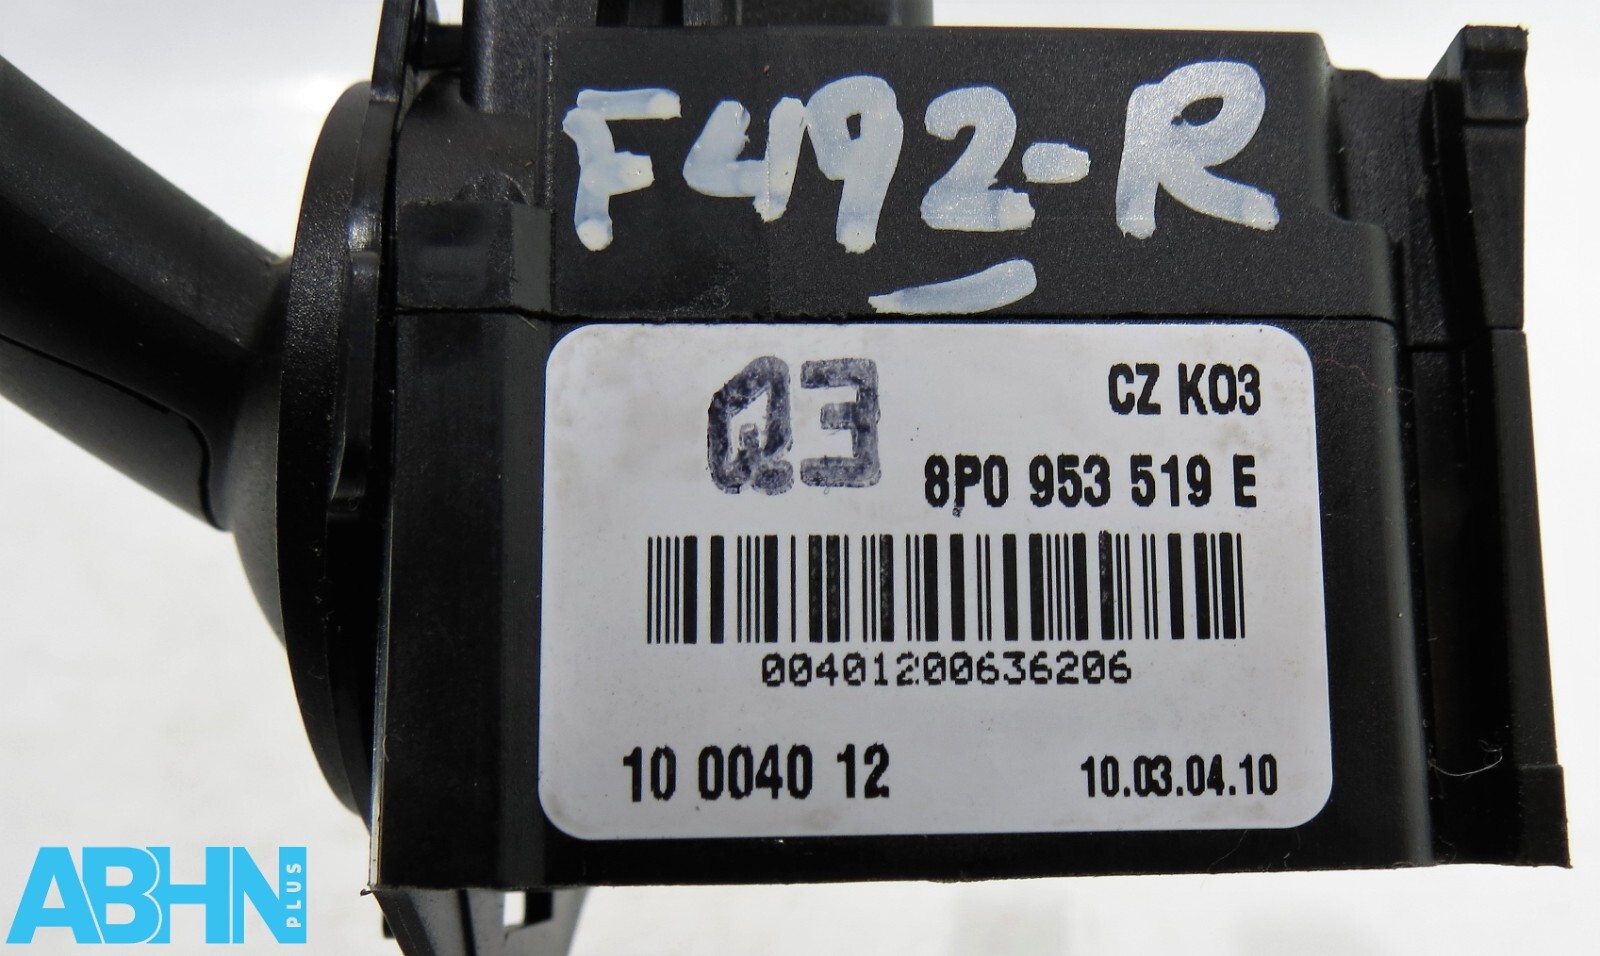 F492-R
Q3
CZ K03
8P0 953 519 E
00401200636206
10 0040 12
10.03.04.10
ABHN
PLUS